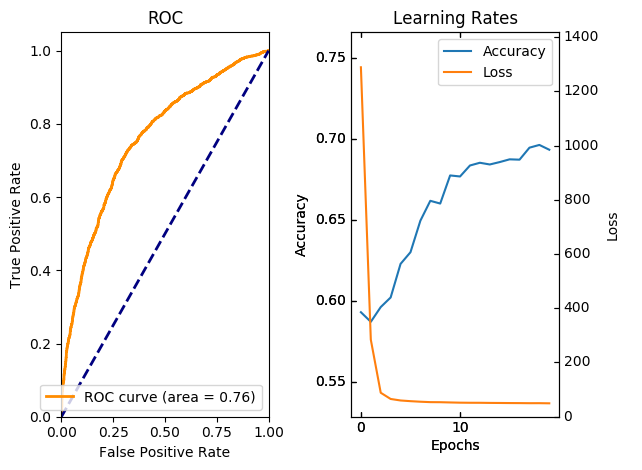 ROC
True Positive Rate
1.0
0.8
0.6
0.4
0.2
0.0
ROC curve (area = 0.76)
0.00 0.25 0.50 0.75 1.00
False Positive Rate
Learning Rates
Accuracy
Loss
Accuracy
0.75
0.70
0.65
0.60
0.55
1400
1200
1000
800
600
400
200
0
Loss
0 10
Epochs